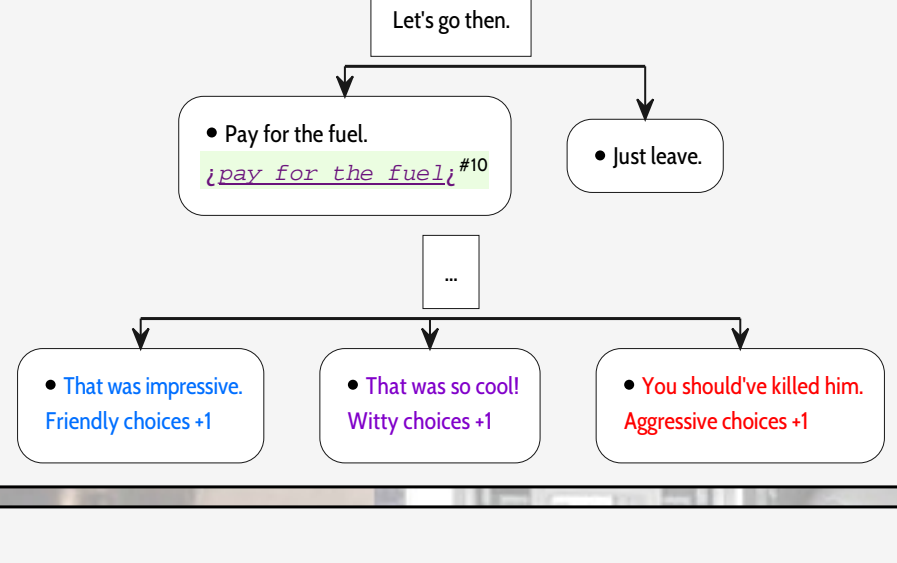 Let's go then.
• Pay for the fuel.
¿pay for the fuel¿#10
• Just leave.
...
• That was impressive.
Friendly choices +1
• That was so cool!
Witty choices +1
• You should've killed him.
Aggressive choices +1